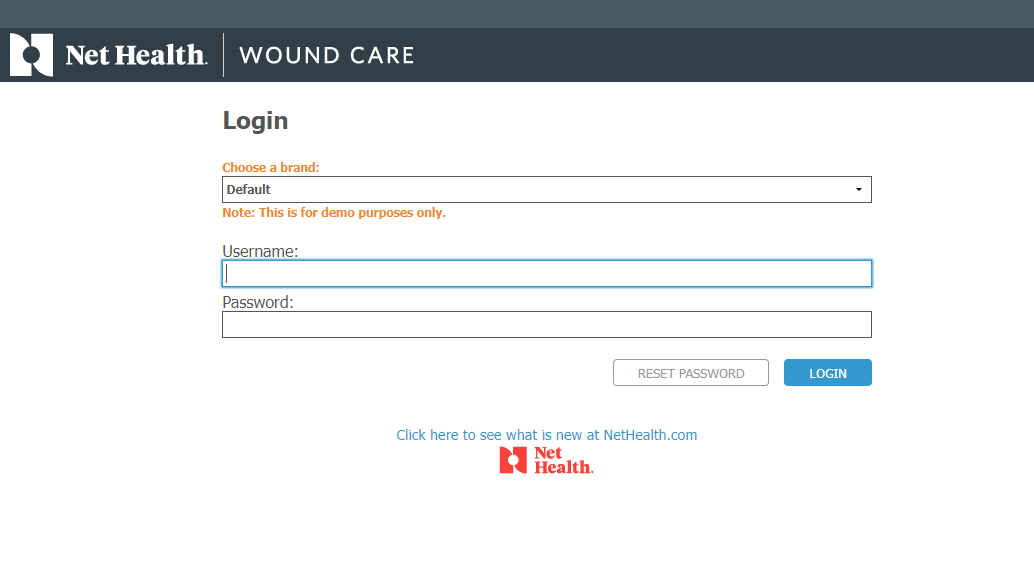 Net Health. WOUND CARE
Login
Choose a brand:
Default
Note: This is for demo purposes only.
Username:
Password:
RESET PASSWORD LOGIN
Click here to see what is new at NetHealth.com
Net
Health.